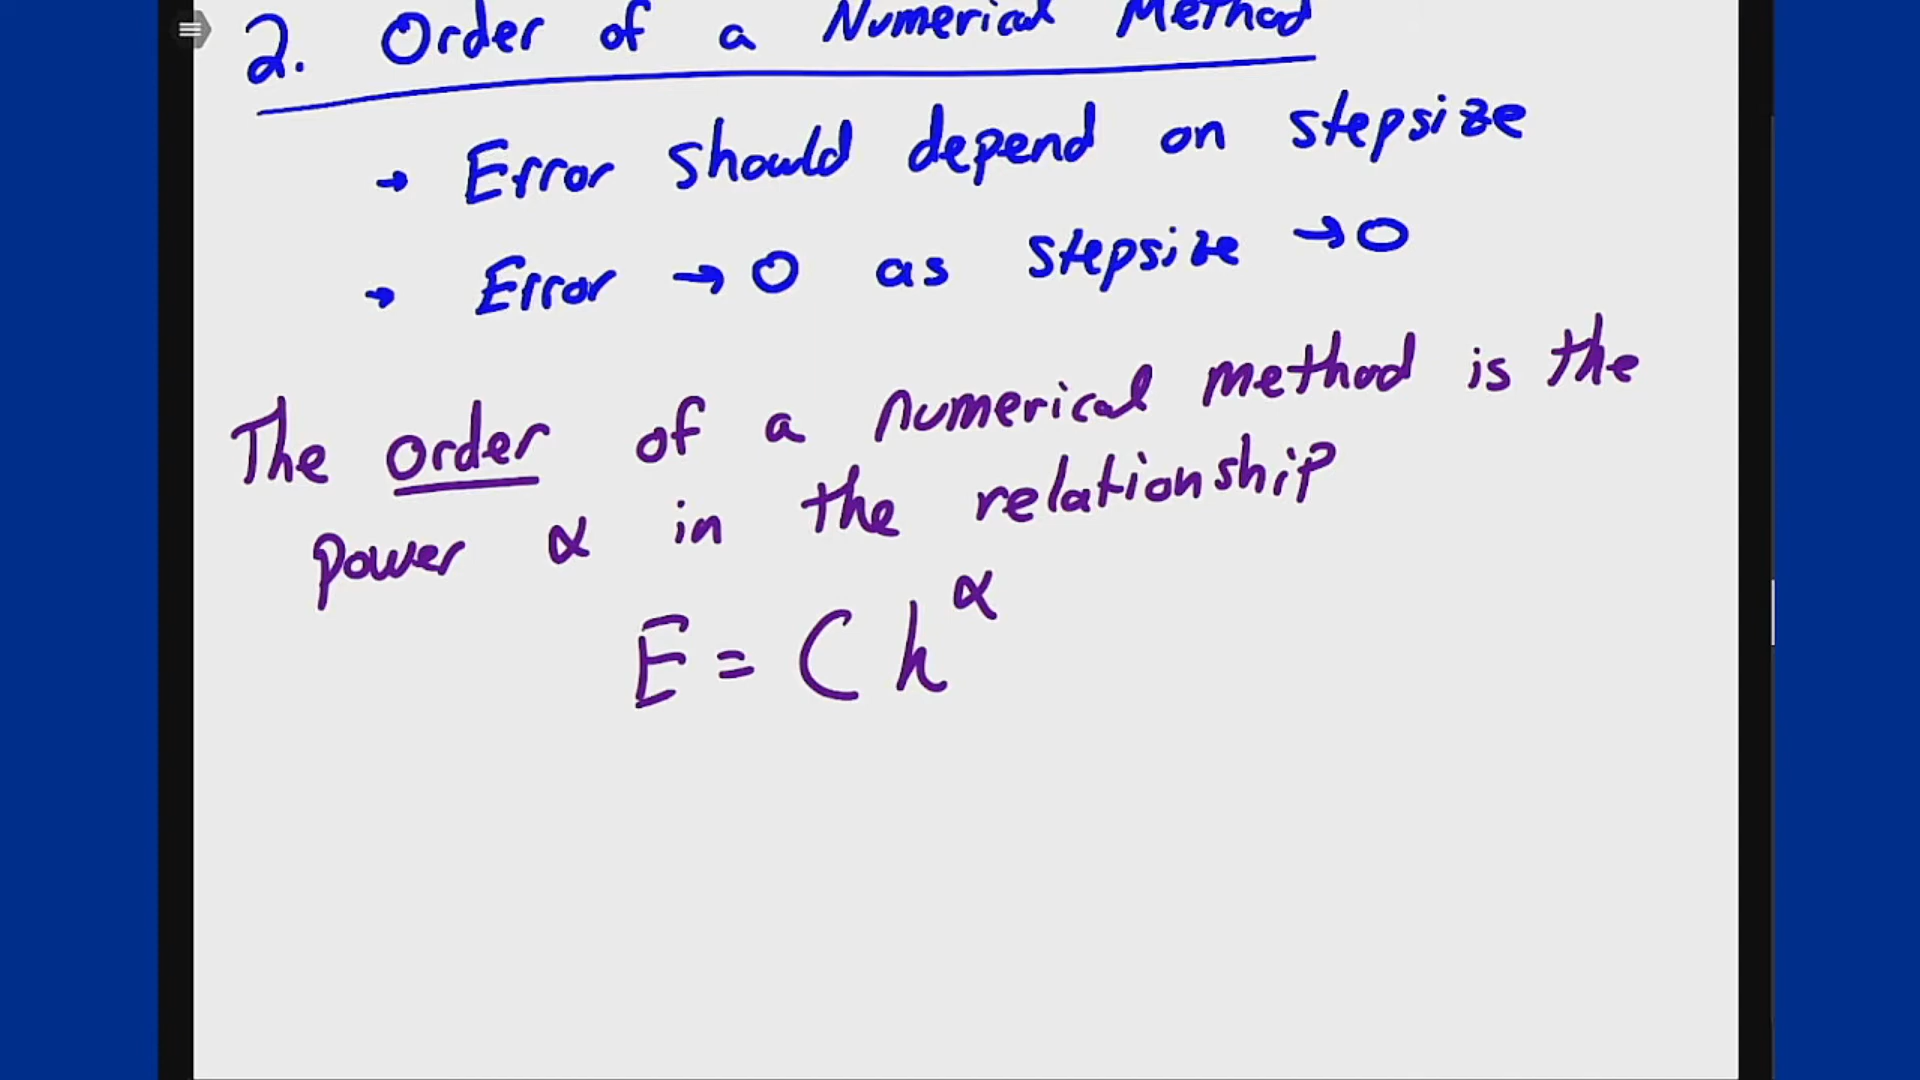 2. Order of a Numerical Method
→ Error should depend on stepsize
→ Error → 0 as stepsize → 0
The order of a numerical method is the
power α in the relationship
E = C h^α